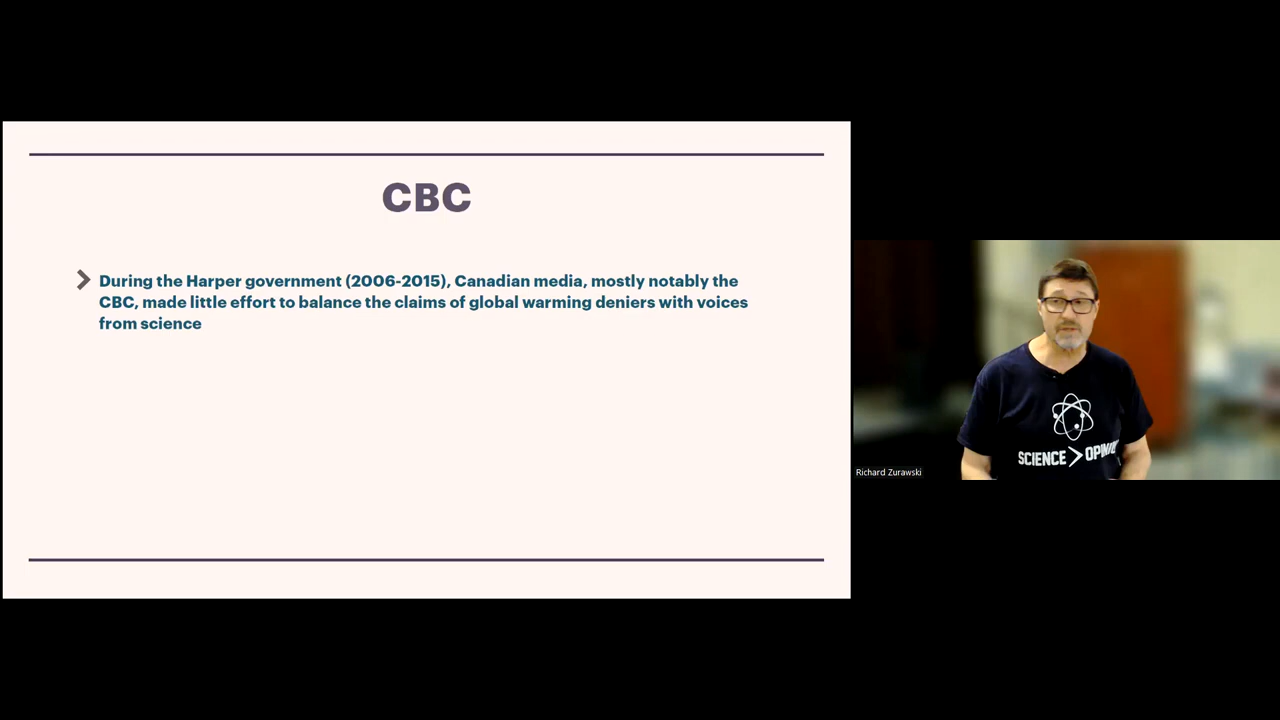 CBC
During the Harper government (2006-2015), Canadian media, mostly notably the
CBC, made little effort to balance the claims of global warming deniers with voices
from science
SCIENCE > OPINI
Richard Zurawski